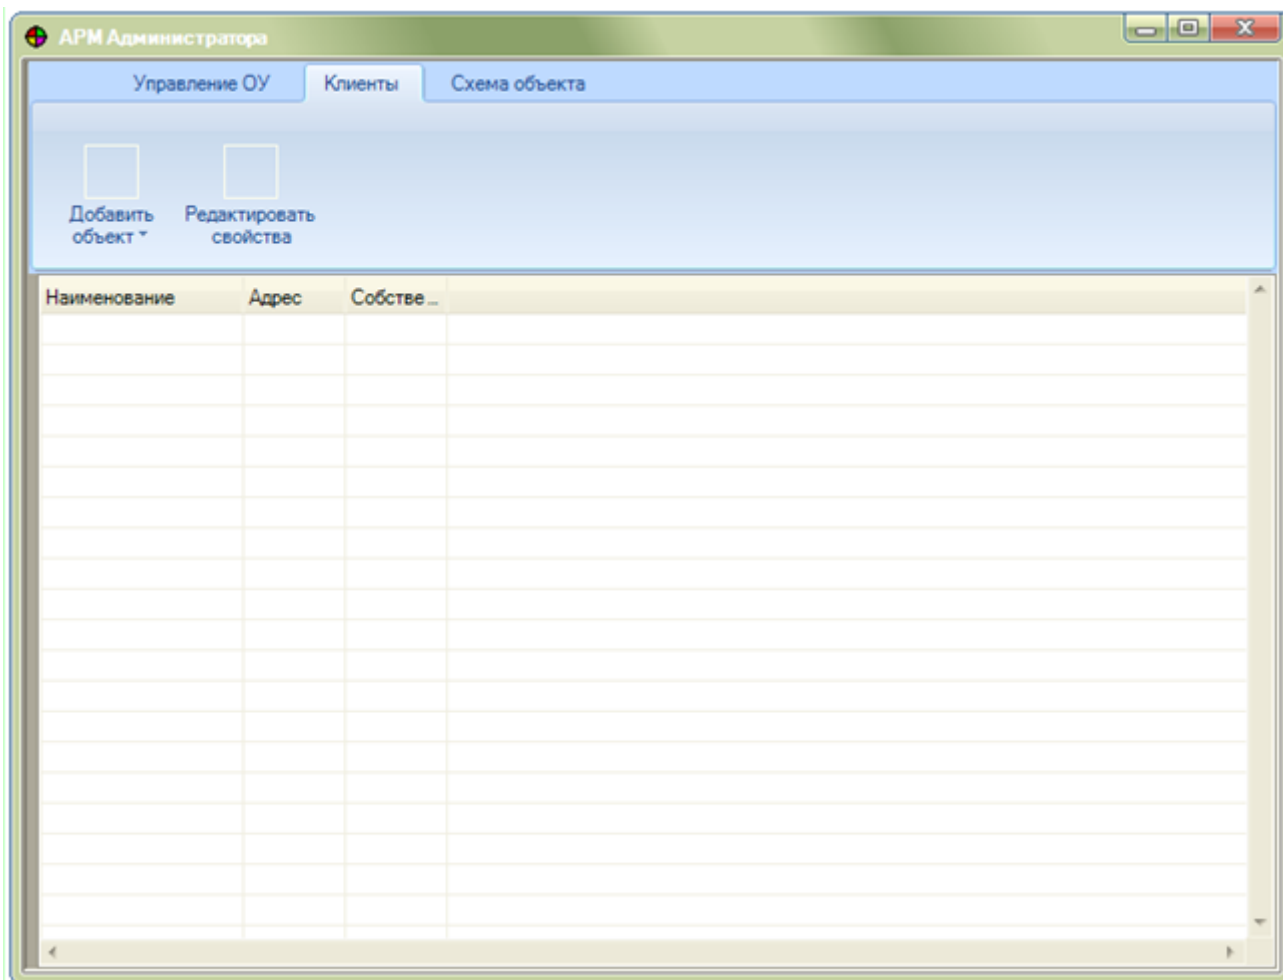 АРМ Администратора
Управление ОУ Клиенты Схема объекта
Добавить Редактировать
объект свойства
Наименование Адрес Собстве...